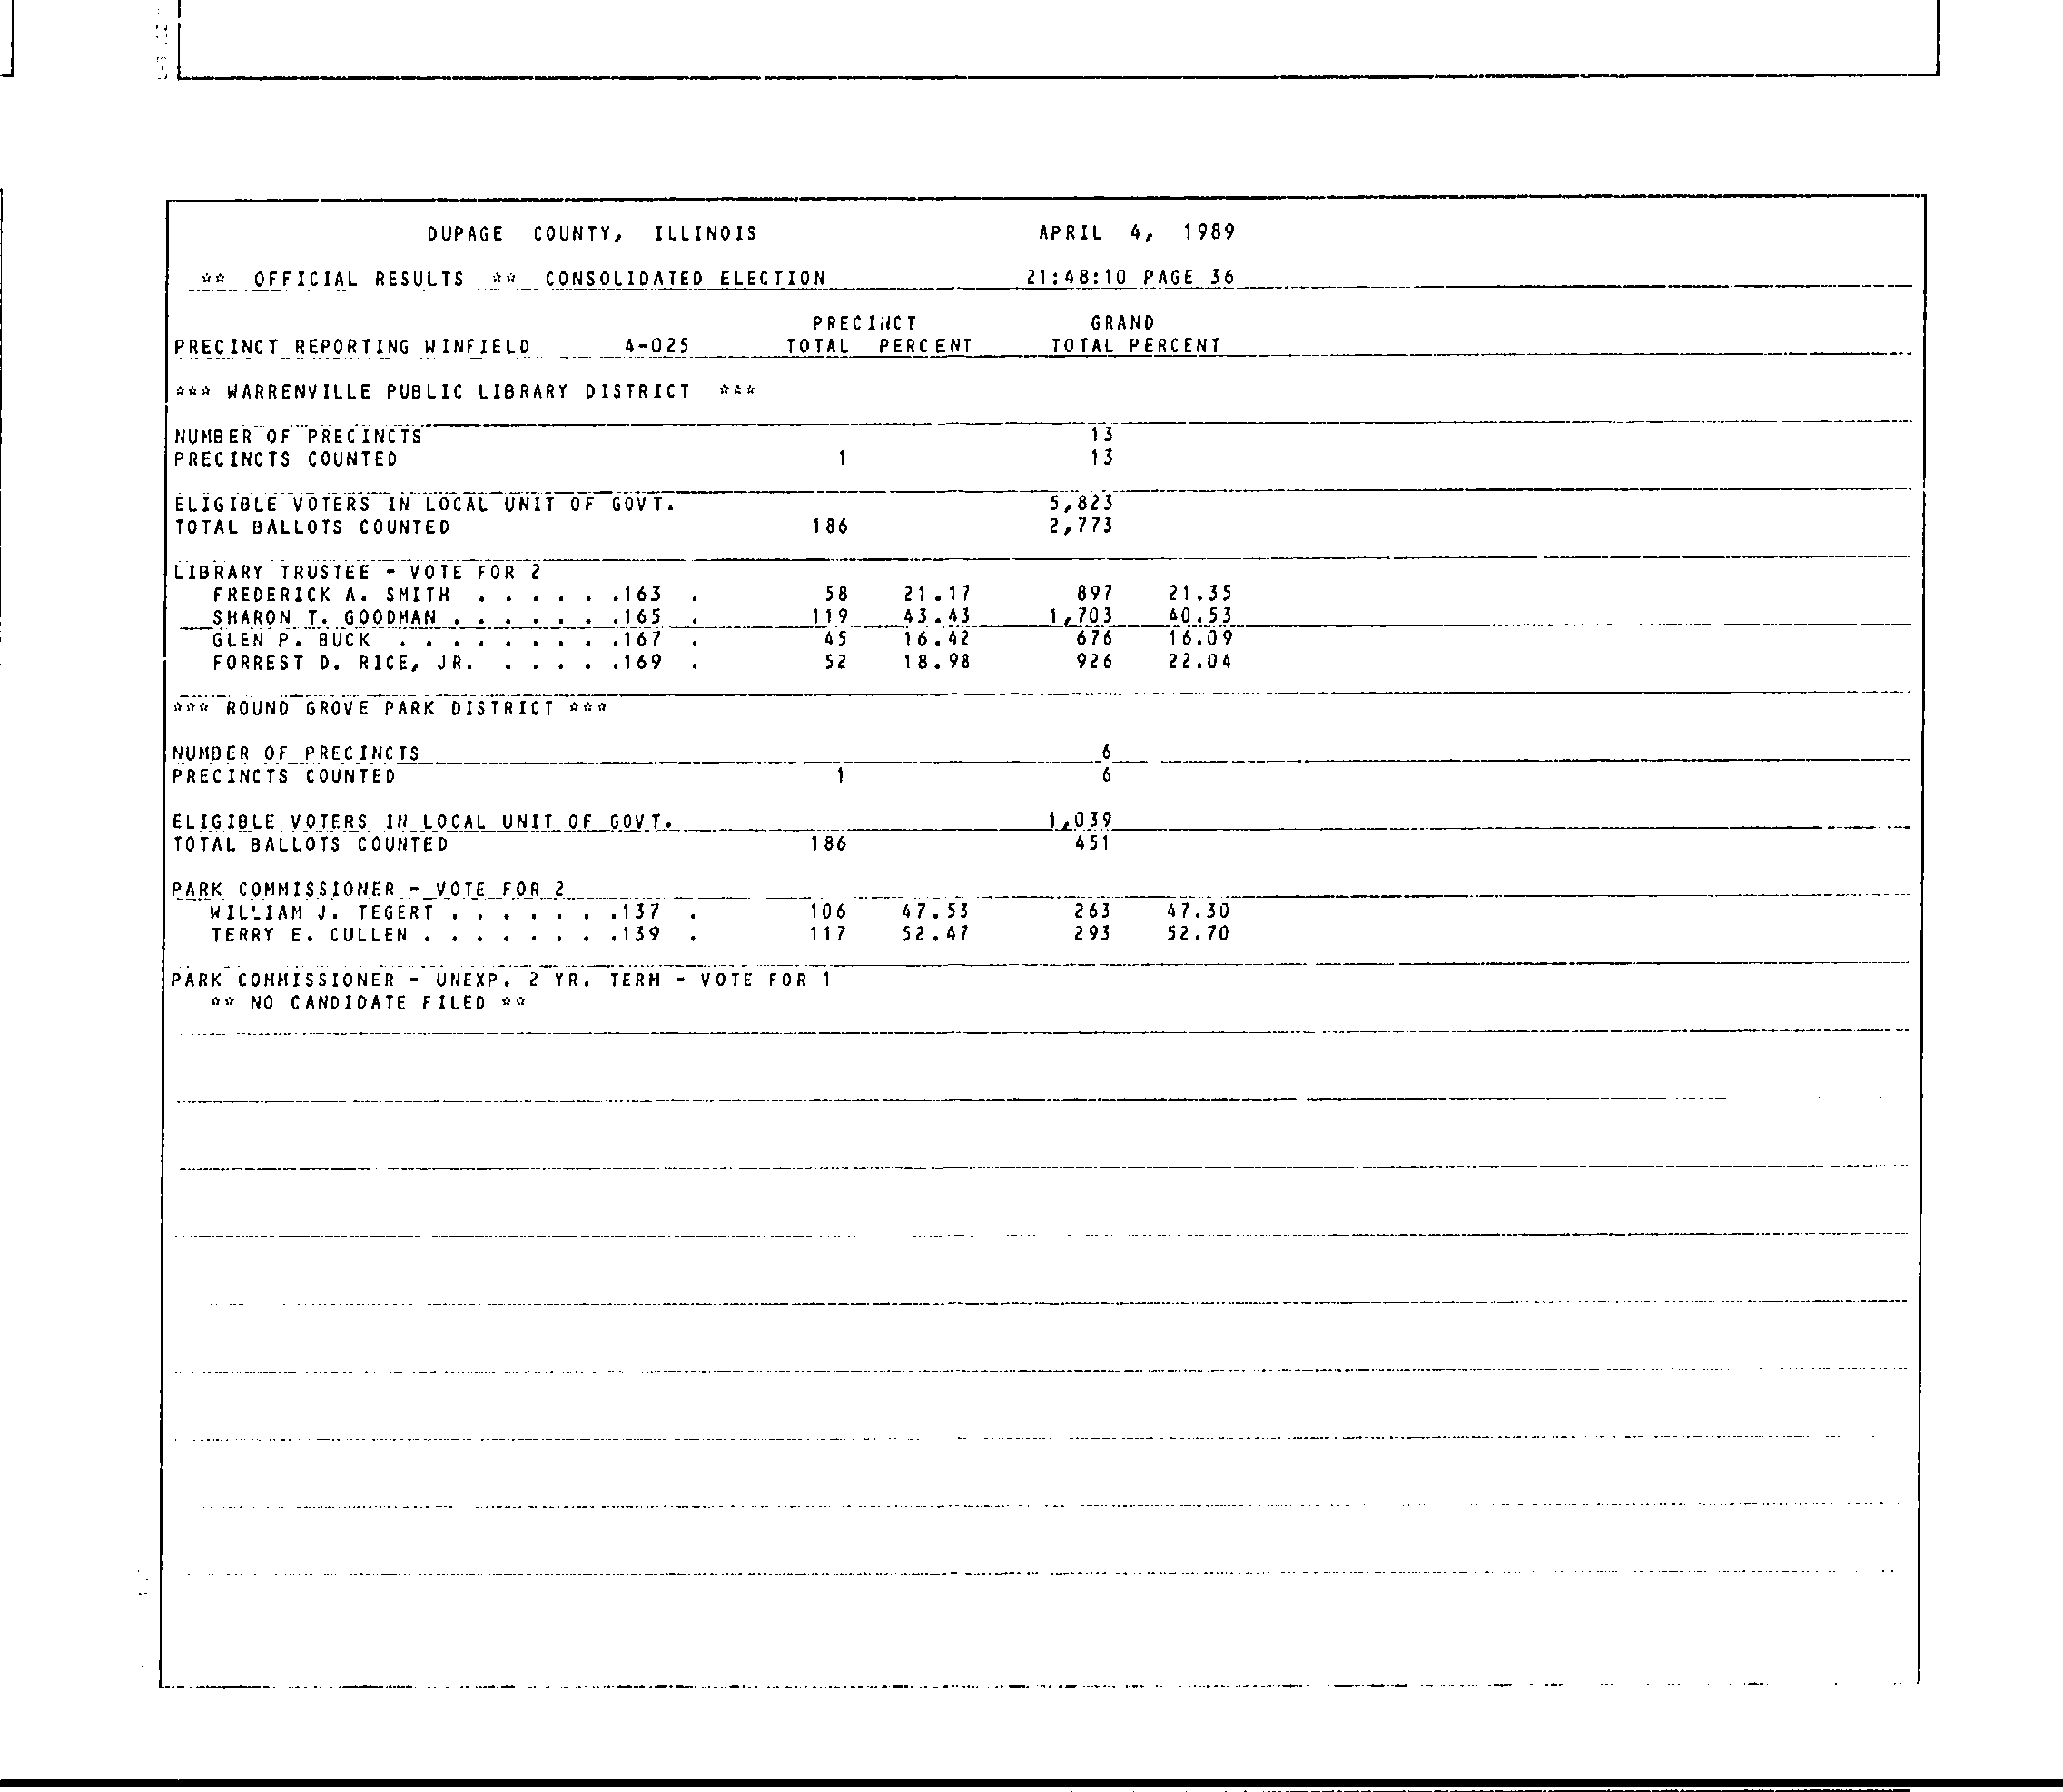 DUPAGE COUNTY, ILLINOIS APRIL 4, 1989
** OFFICIAL RESULTS ** CONSOLIDATED ELECTION 21:48:10 PAGE 36
PRECINCT GRAND
PRECINCT REPORTING WINFIELD 4-025 TOTAL PERCENT TOTAL PERCENT
*** WARRENVILLE PUBLIC LIBRARY DISTRICT ***
NUMBER OF PRECINCTS 13
PRECINCTS COUNTED 1 13
ELIGIBLE VOTERS IN LOCAL UNIT OF GOVT. 5,823
TOTAL BALLOTS COUNTED 186 2,773
LIBRARY TRUSTEE - VOTE FOR 2
FREDERICK A. SMITH . . . . . .163 . 58 21.17 897 21.35
SHARON T. GOODMAN . . . . . . .165 . 119 43.43 1,703 40.53
GLEN P. BUCK . . . . . . . . .167 . 45 16.42 676 16.09
FORREST D. RICE, JR. . . . . .169 . 52 18.98 926 22.04
*** ROUND GROVE PARK DISTRICT ***
NUMBER OF PRECINCTS 6
PRECINCTS COUNTED 1 6
ELIGIBLE VOTERS IN LOCAL UNIT OF GOVT. 1,039
TOTAL BALLOTS COUNTED 186 451
PARK COMMISSIONER - VOTE FOR 2
WILLIAM J. TEGERT . . . . . . .137 . 106 47.53 263 47.30
TERRY E. CULLEN . . . . . . . .139 . 117 52.47 293 52.70
PARK COMMISSIONER - UNEXP. 2 YR. TERM - VOTE FOR 1
** NO CANDIDATE FILED **